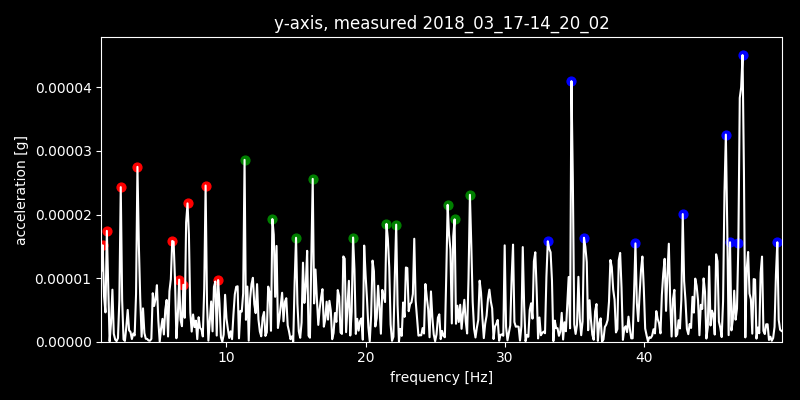 y-axis, measured 2018_03_17-14_20_02
acceleration [g]
0.00004
0.00003
0.00002
0.00001
0.00000
10 20 30 40
frequency [Hz]